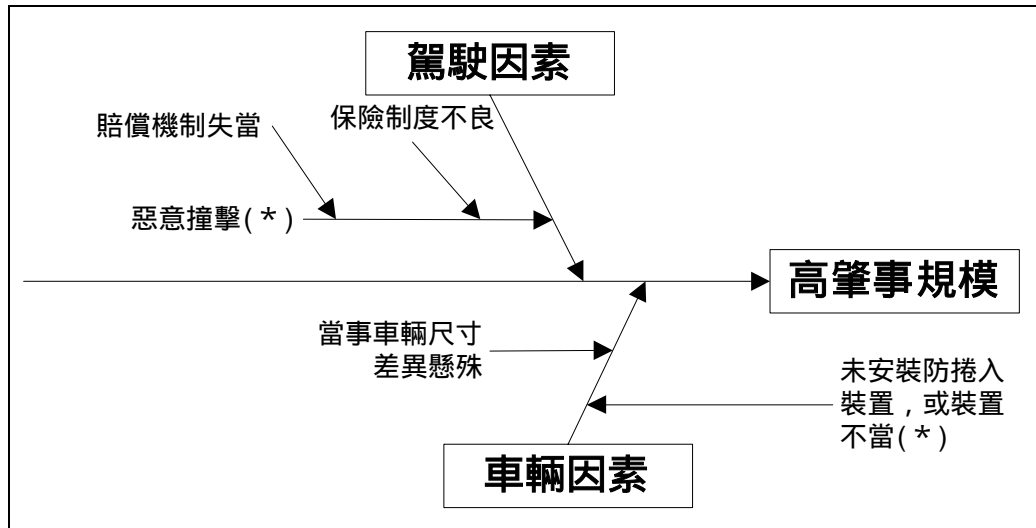 駕駛因素
保險制度不良
賠償機制失當
惡意撞擊(*)
高肇事規模
當事車輛尺寸
差異懸殊
未安裝防捲入
裝置，或裝置
不當(*)
車輛因素